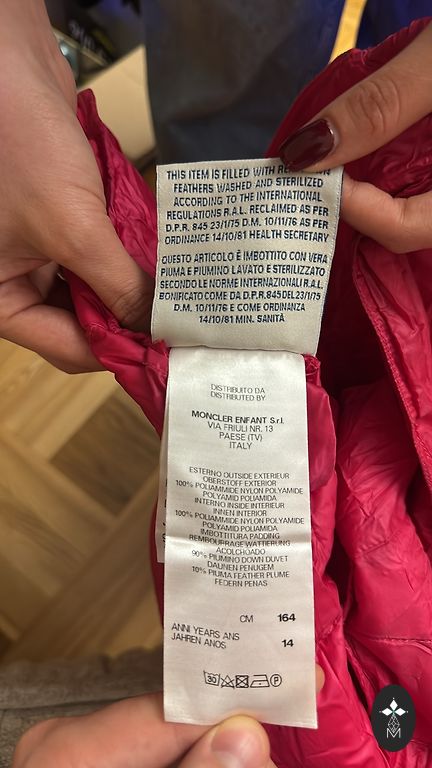 THIS ITEM IS FILLED WITH
FEATHERS WASHED AND STERILIZED
ACCORDING TO THE INTERNATIONAL
REGULATIONS R.A.L. RECLAIMED AS PER
D.P.R. 845 23/1/75 D.M. 10/11/76 AS PER
ORDINANCE 14/10/81 HEALTH SECRETARY
QUESTO ARTICOLO È IMBOTTITO CON VERA
PIUMA E PIUMINO LAVATO E STERILIZZATO
SECONDO LE NORME INTERNAZIONALI R.A.L.
BONIFICATO COME DA D.P.R. 845 DEL 23/1/75
D.M. 10/11/76 E COME ORDINANZA
14/10/81 MIN. SANITÀ
DISTRIBUITO DA
DISTRIBUTED BY
MONCLER ENFANT S.r.l.
VIA FRIULI NR. 13
PAESE (TV)
ITALY
ESTERNO OUTSIDE EXTERIEUR
OBERSTOFF EXTERIOR
100% POLIAMMIDE NYLON POLYAMIDE
POLYAMID POLIAMIDA
INTERNO INSIDE INTERIEUR
INNEN INTERIOR
100% POLIAMMIDE NYLON POLYAMIDE
POLYAMID POLIAMIDA
IMBOTTITURA PADDING
REMBOURRAGE WATTIERUNG
ACOLCHOADO
90% PIUMINO DOWN DUVET
DAUNEN PENUGEM
10% PIUMA FEATHER PLUME
FEDERN PENAS
CM 164
ANNI YEARS ANS
JAHREN ANOS 14
30 P
M